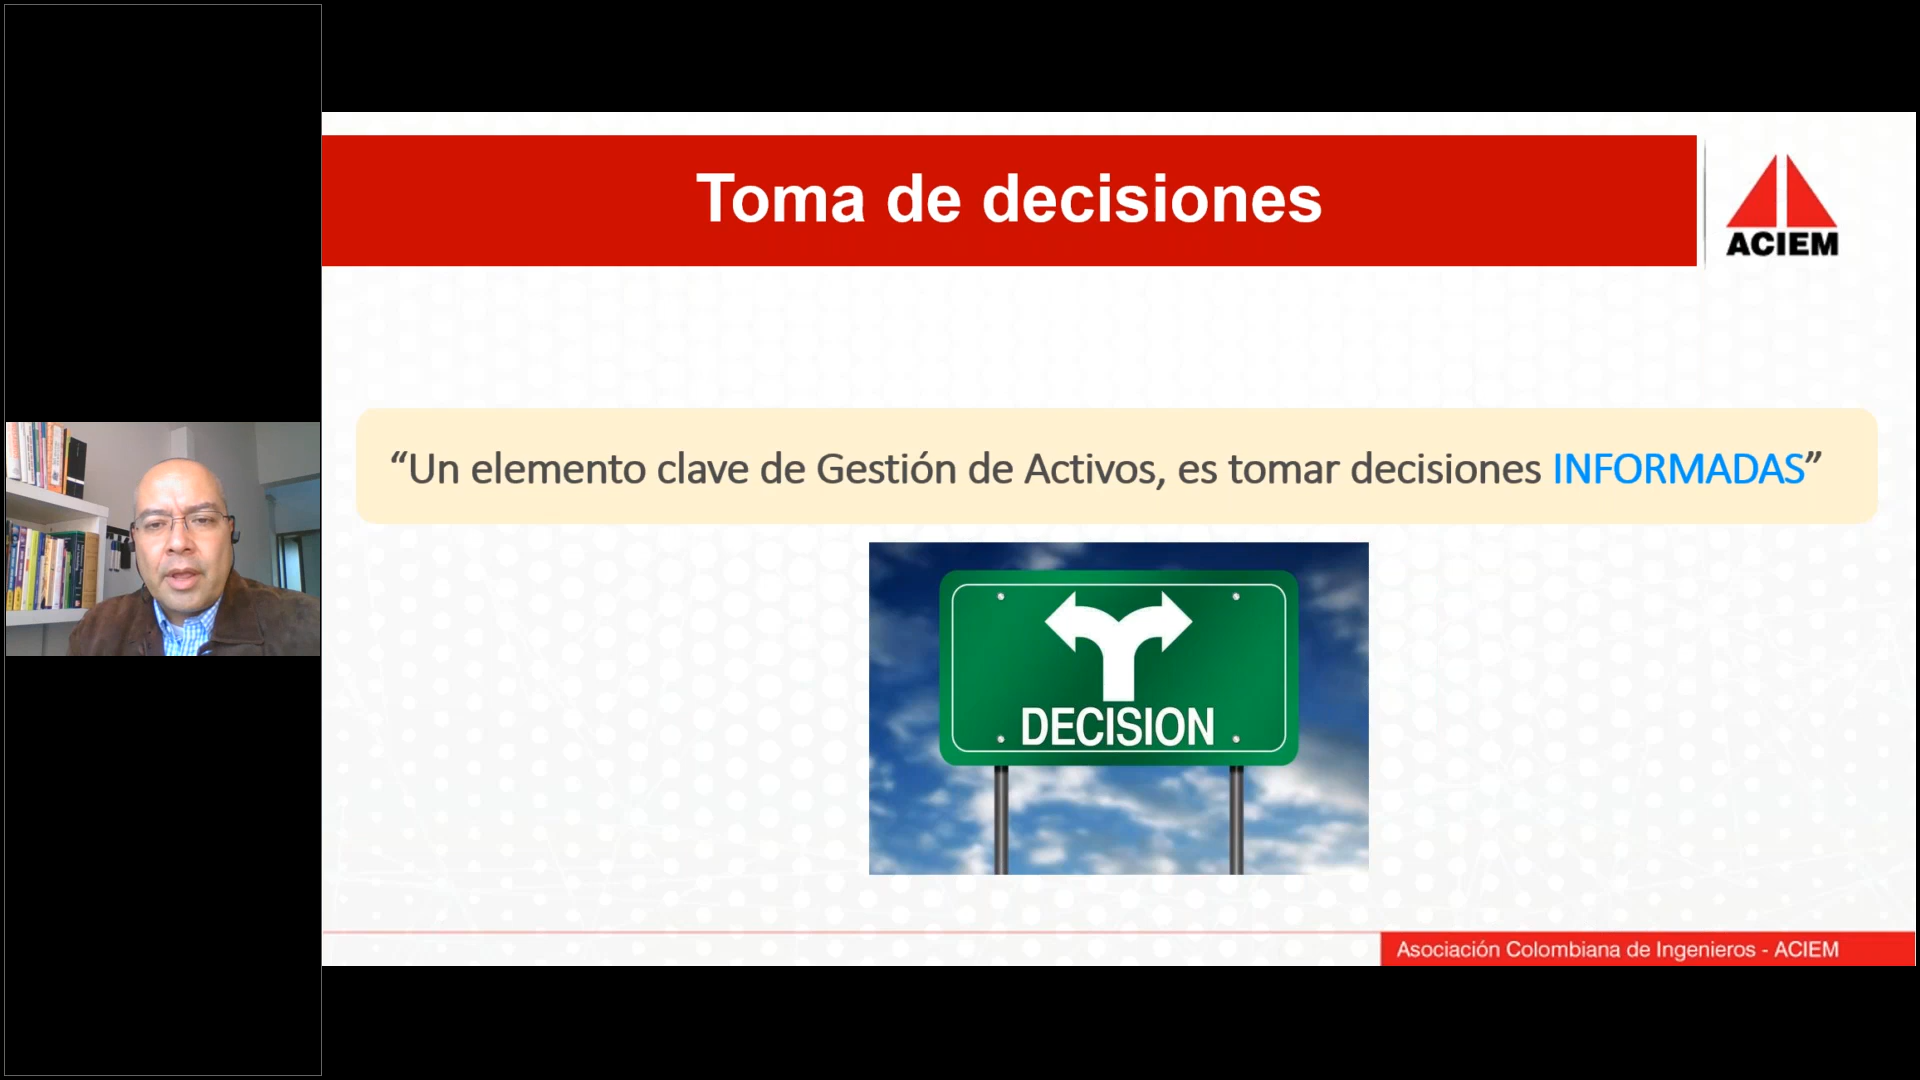 Toma de decisiones
ACIEM
“Un elemento clave de Gestión de Activos, es tomar decisiones INFORMADAS”
DECISION
Asociación Colombiana de Ingenieros - ACIEM